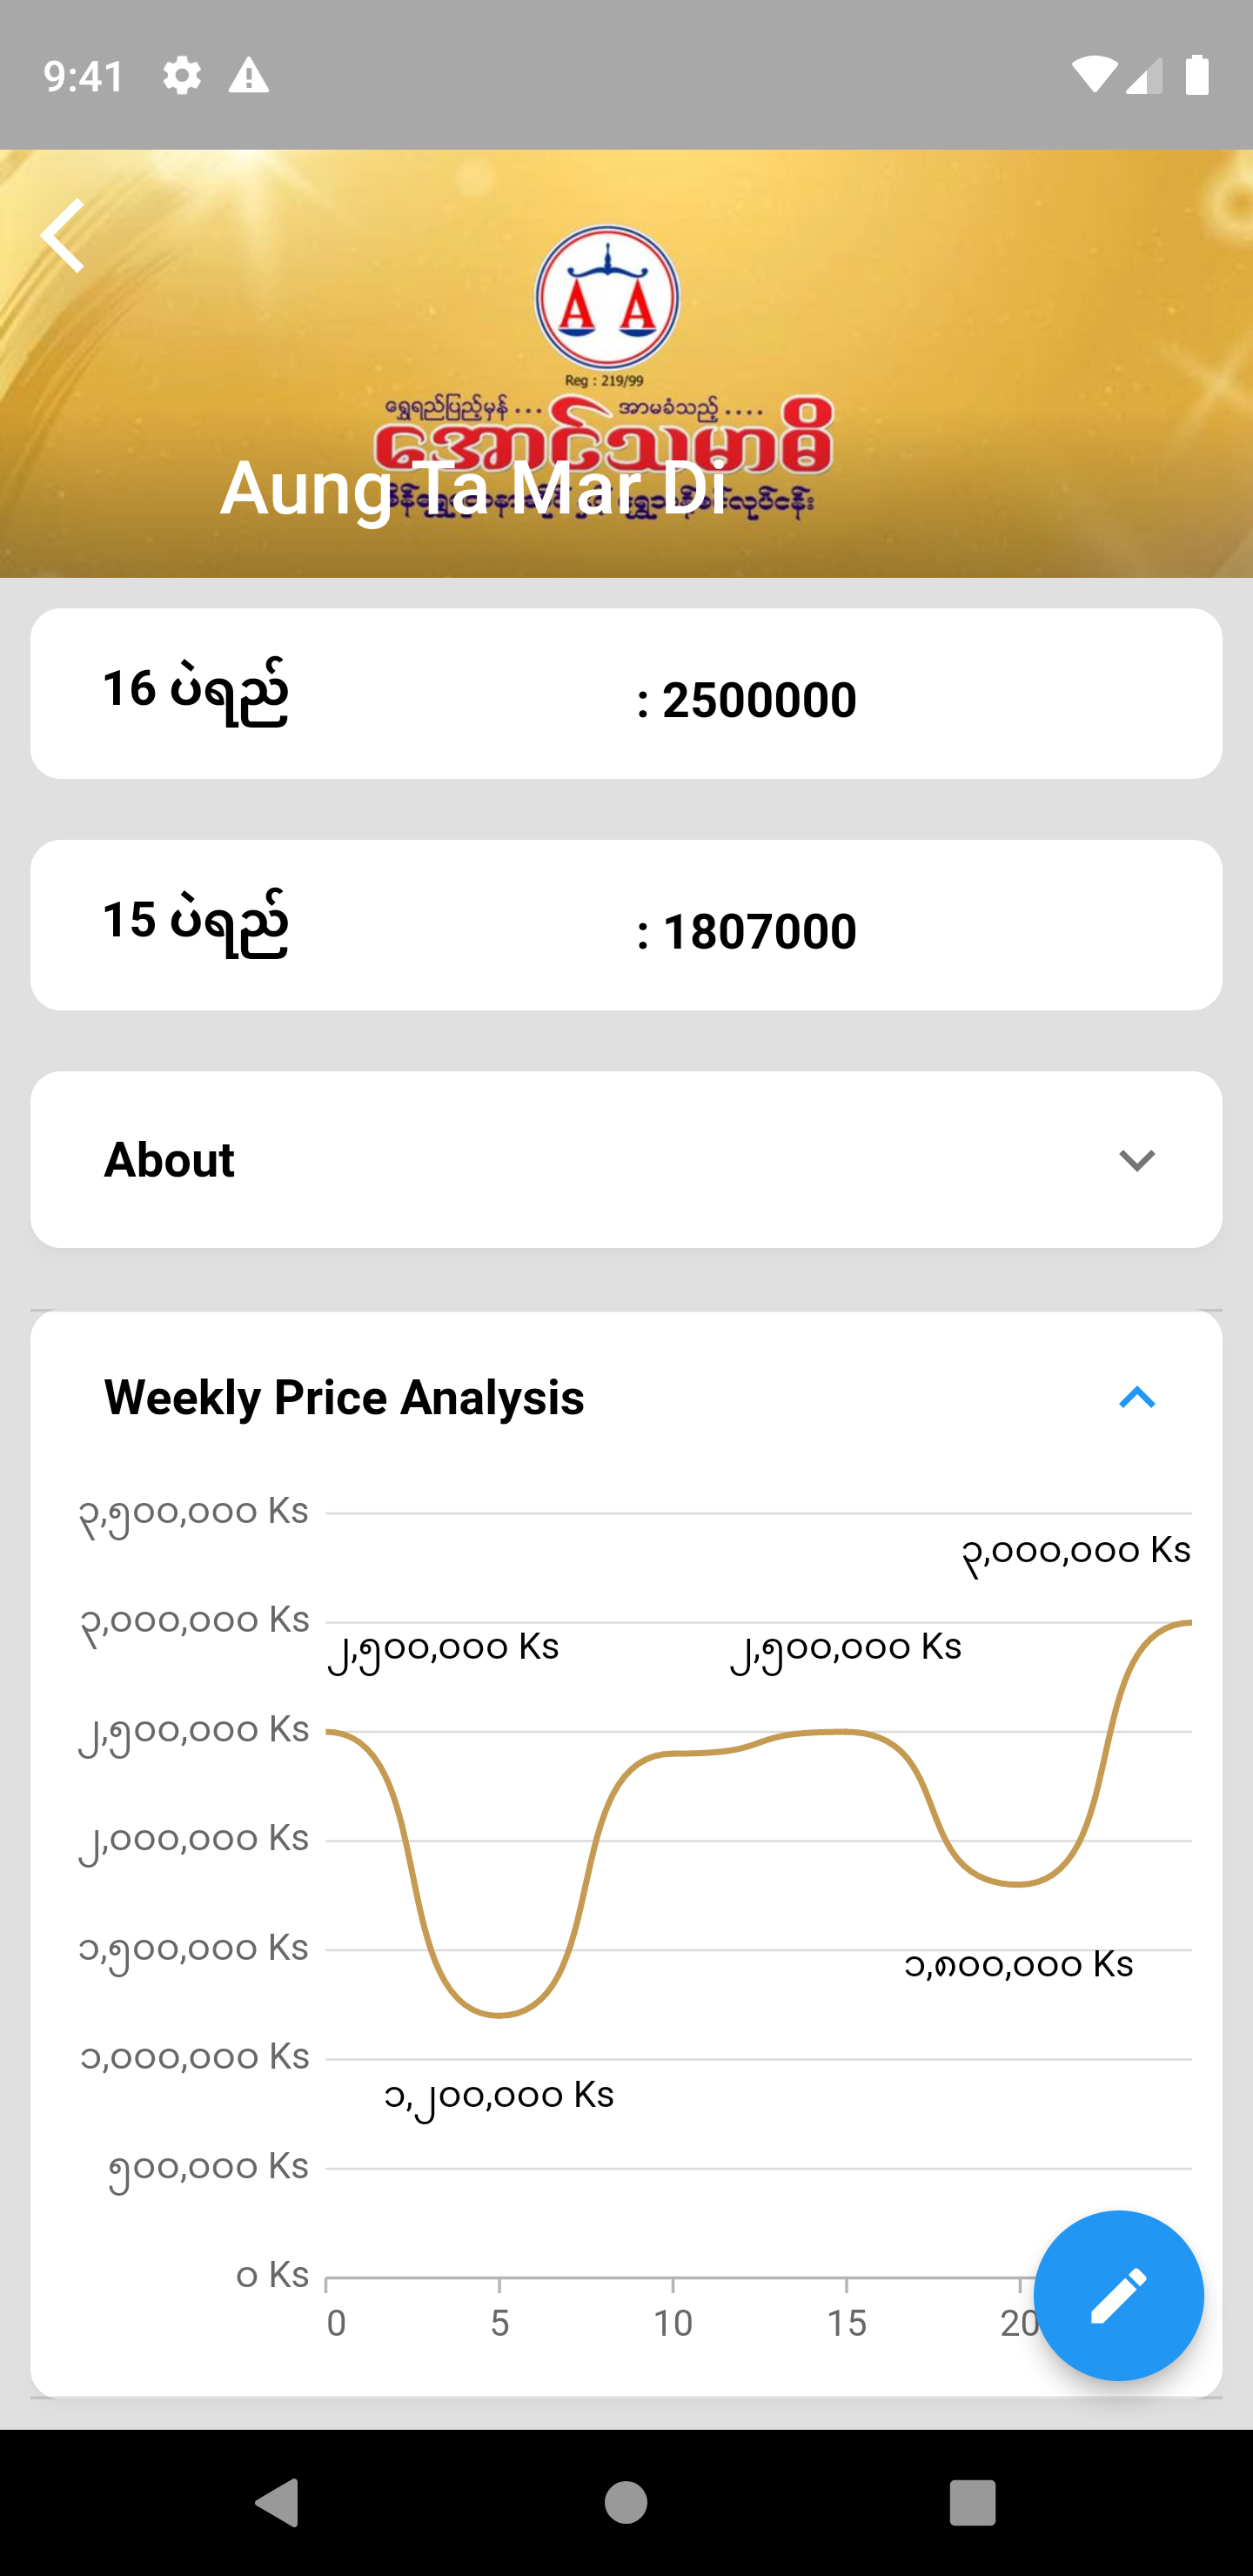 9:41
A A
Reg : 219/99
ရွှေရည်ပြည့်မှန် ... အာမခံသည့် ....
အောင်သမာဓိ
Aung Ta Mar Di
16 ပဲရည် : 2500000
15 ပဲရည် : 1807000
About
Weekly Price Analysis
၃,၅၀၀,၀၀၀ Ks
၃,၀၀၀,၀၀၀ Ks
၃,၀၀၀,၀၀၀ Ks
၂,၅၀၀,၀၀၀ Ks ၂,၅၀၀,၀၀၀ Ks
၂,၅၀၀,၀၀၀ Ks
၂,၀၀၀,၀၀၀ Ks
၁,၅၀၀,၀၀၀ Ks
၁,၈၀၀,၀၀၀ Ks
၁,၀၀၀,၀၀၀ Ks
၁,၂၀၀,၀၀၀ Ks
၅၀၀,၀၀၀ Ks
၀ Ks
0 5 10 15 20